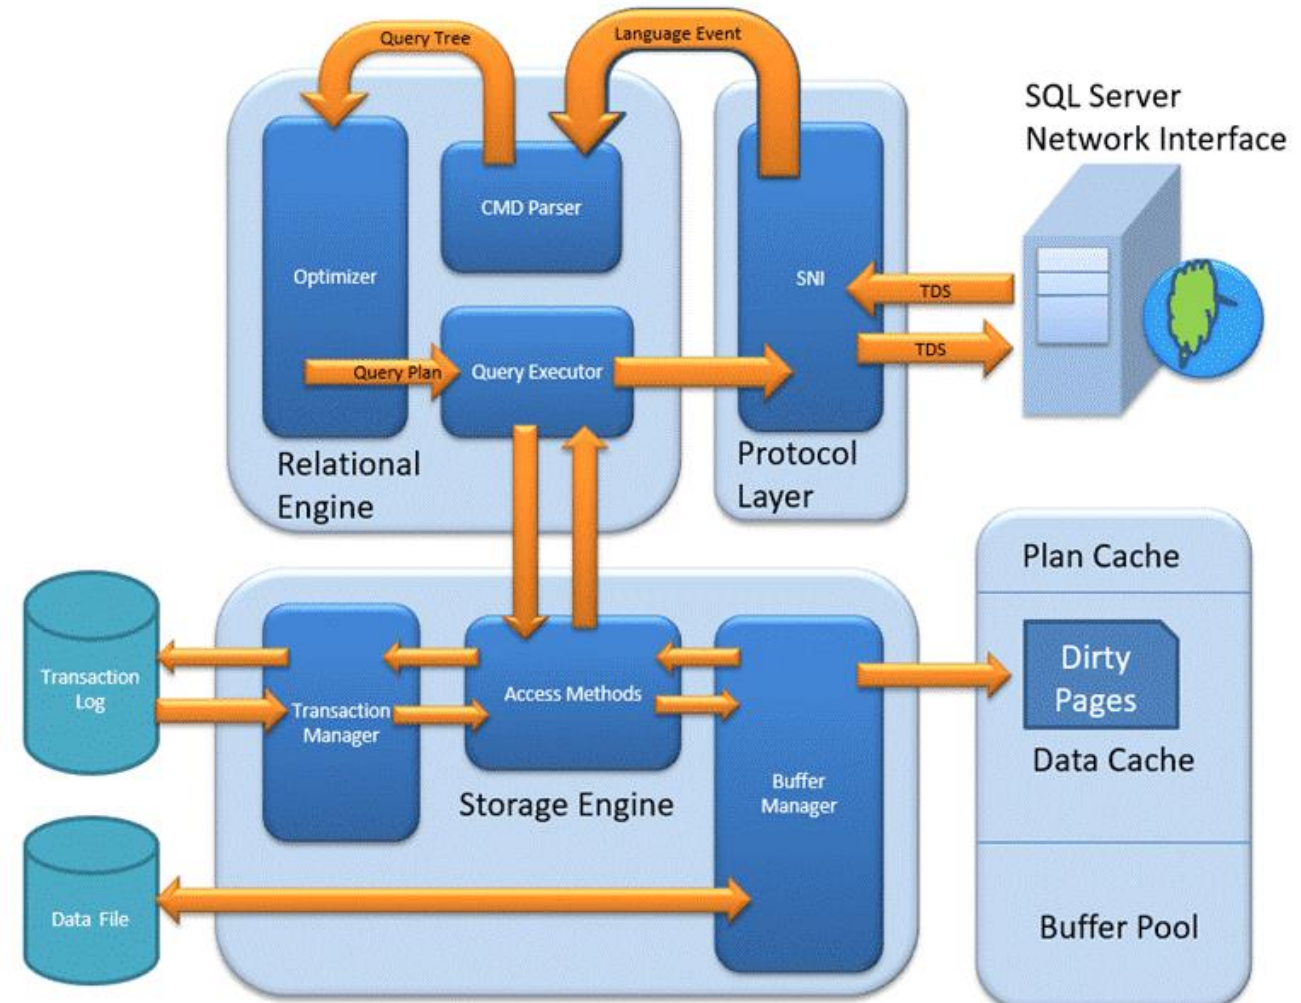 Query Tree
Language Event
SQL Server
Network Interface
CMD Parser
Optimizer
SNI
TDS
TDS
Query Plan
Query Executor
Relational
Engine
Protocol
Layer
Plan Cache
Dirty
Pages
Data Cache
Buffer Pool
Transaction
Log
Transaction
Manager
Access Methods
Buffer
Manager
Storage Engine
Data File